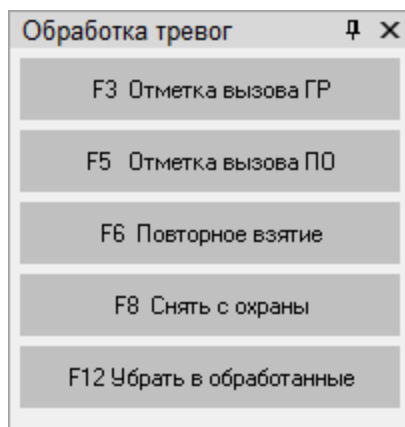 Обработка тревог
F3 Отметка вызова ГР
F5 Отметка вызова ПО
F6 Повторное взятие
F8 Снять с охраны
F12 Убрать в обработанные